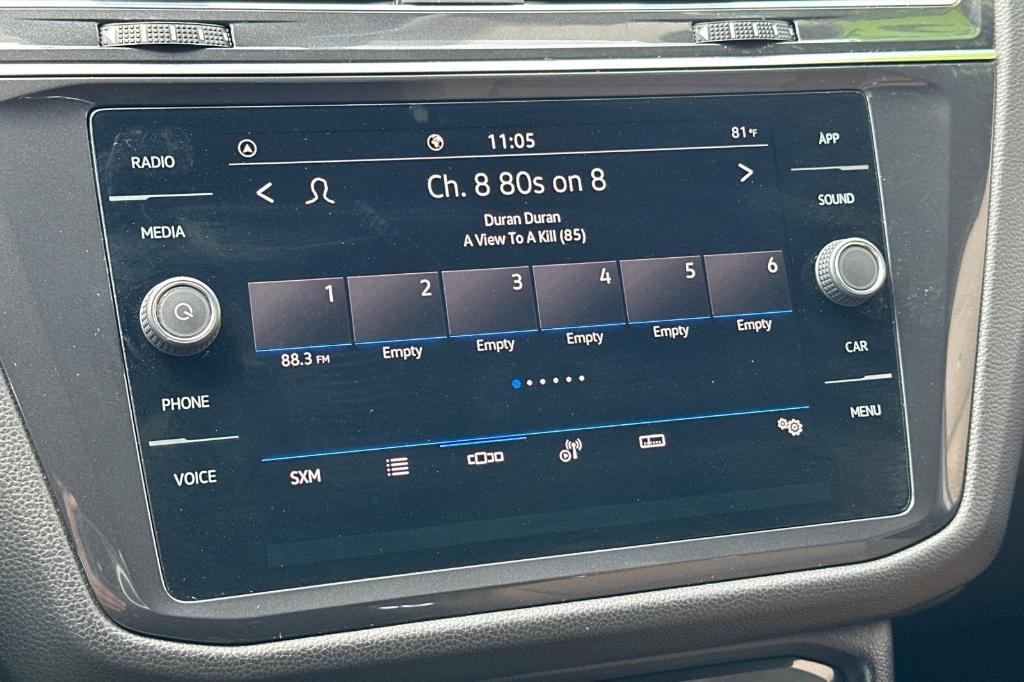 RADIO
MEDIA
PHONE
VOICE
11:05
81°F
Ch. 8 80s on 8
Duran Duran
A View To A Kill (85)
1
2
3
4
5
6
88.3 FM
Empty
Empty
Empty
Empty
Empty
SXM
APP
SOUND
CAR
MENU